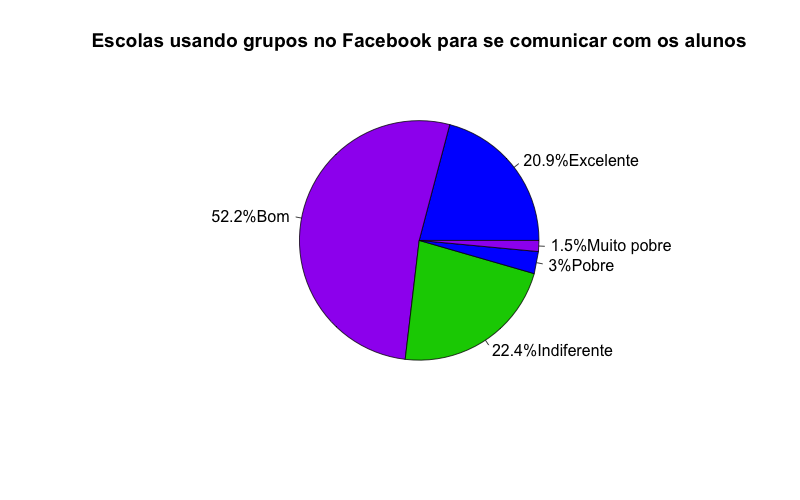 Escolas usando grupos no Facebook para se comunicar com os alunos
20.9%Excelente
52.2%Bom
1.5%Muito pobre
3%Pobre
22.4%Indiferente